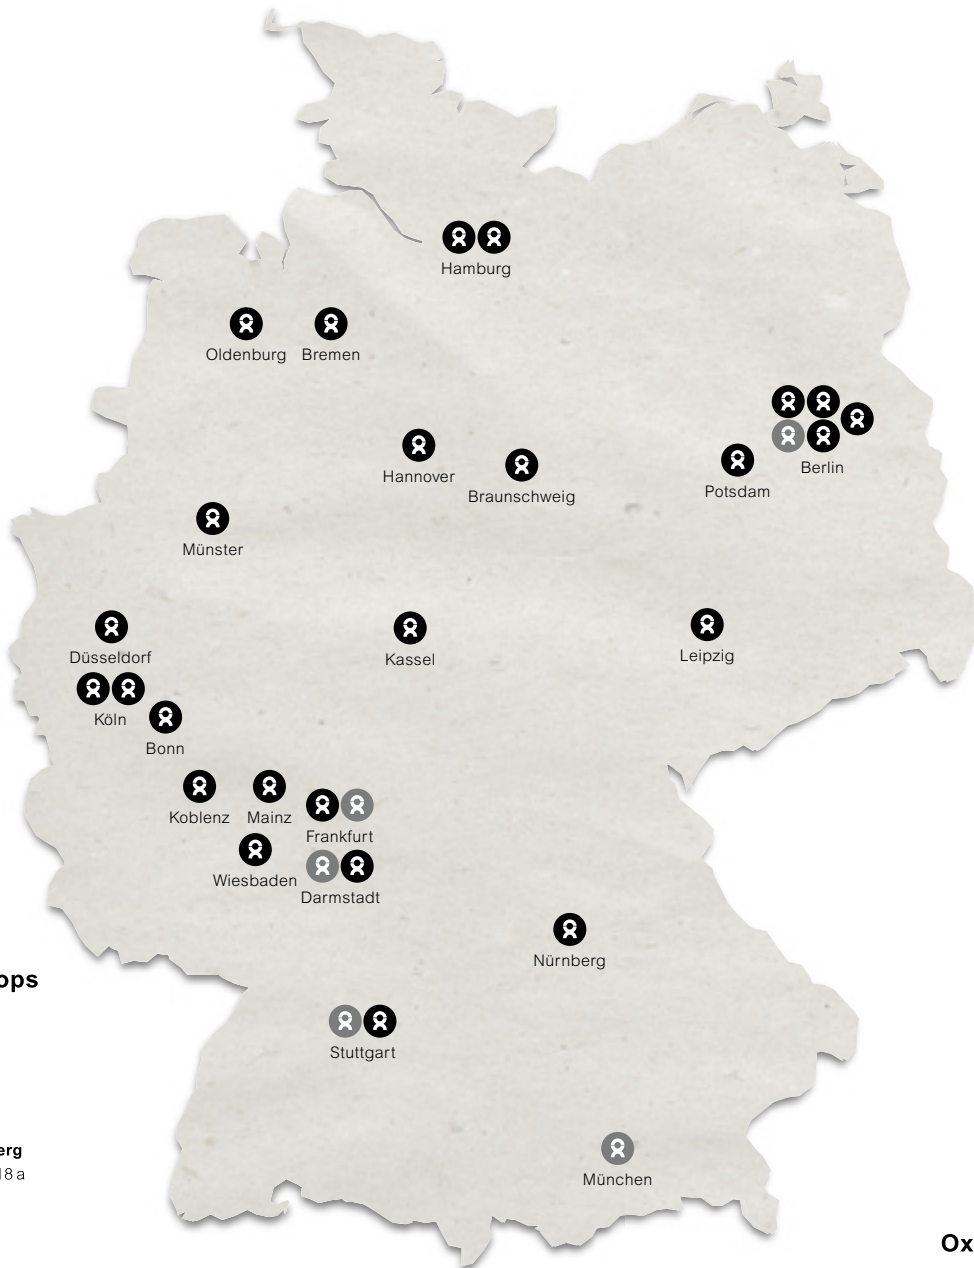 Hamburg
Oldenburg
Bremen
Hannover
Berlin
Braunschweig
Potsdam
Münster
Düsseldorf
Kassel
Leipzig
Köln
Bonn
Koblenz
Mainz
Frankfurt
Wiesbaden
Darmstadt
Nürnberg
ops
Stuttgart
erg
18 a
München
Ox